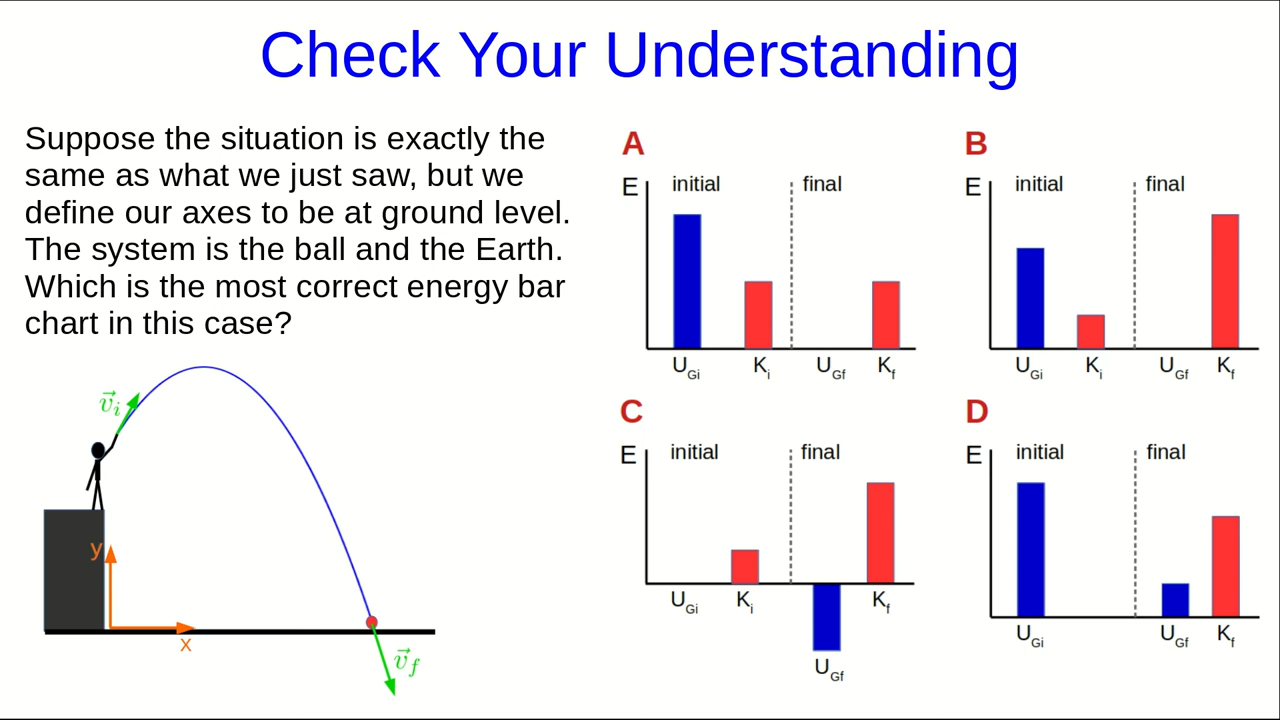 Check Your Understanding
Suppose the situation is exactly the
same as what we just saw, but we
define our axes to be at ground level.
The system is the ball and the Earth.
Which is the most correct energy bar
chart in this case?
v⃗i
y
x
v⃗f
A
E initial final
UGi Ki UGf Kf
B
E initial final
UGi Ki UGf Kf
C
E initial final
UGi Ki Kf
UGf
D
E initial final
UGi UGf Kf